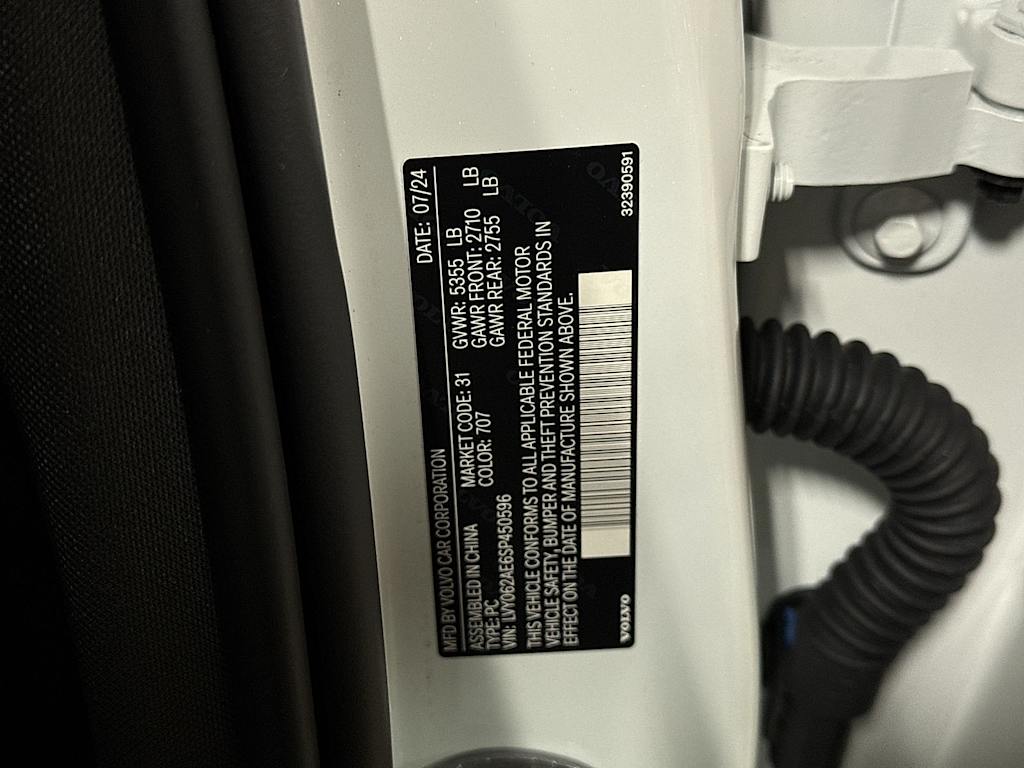 MFD BY VOLVO CAR CORPORATION DATE: 07/24
ASSEMBLED IN CHINA MARKET CODE: 31 GVWR: 5355 LB
TYPE: PC COLOR: 707 GAWR FRONT: 2710 LB
VIN: LVY062AE6SP450596 GAWR REAR: 2755 LB
THIS VEHICLE CONFORMS TO ALL APPLICABLE FEDERAL MOTOR
VEHICLE SAFETY, BUMPER AND THEFT PREVENTION STANDARDS IN
EFFECT ON THE DATE OF MANUFACTURE SHOWN ABOVE.
VOLVO 32390591